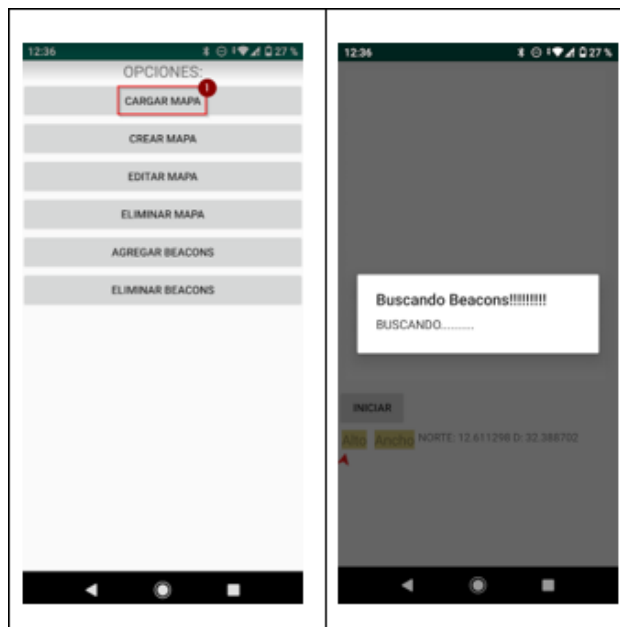 12:36 27 %
OPCIONES:
CARGAR MAPA
1
CREAR MAPA
EDITAR MAPA
ELIMINAR MAPA
AGREGAR BEACONS
ELIMINAR BEACONS
12:36 27 %
Buscando Beacons!!!!!!!!!
BUSCANDO..........
INICIAR
Alto Ancho NORTE: 12.611298 D: 32.388702